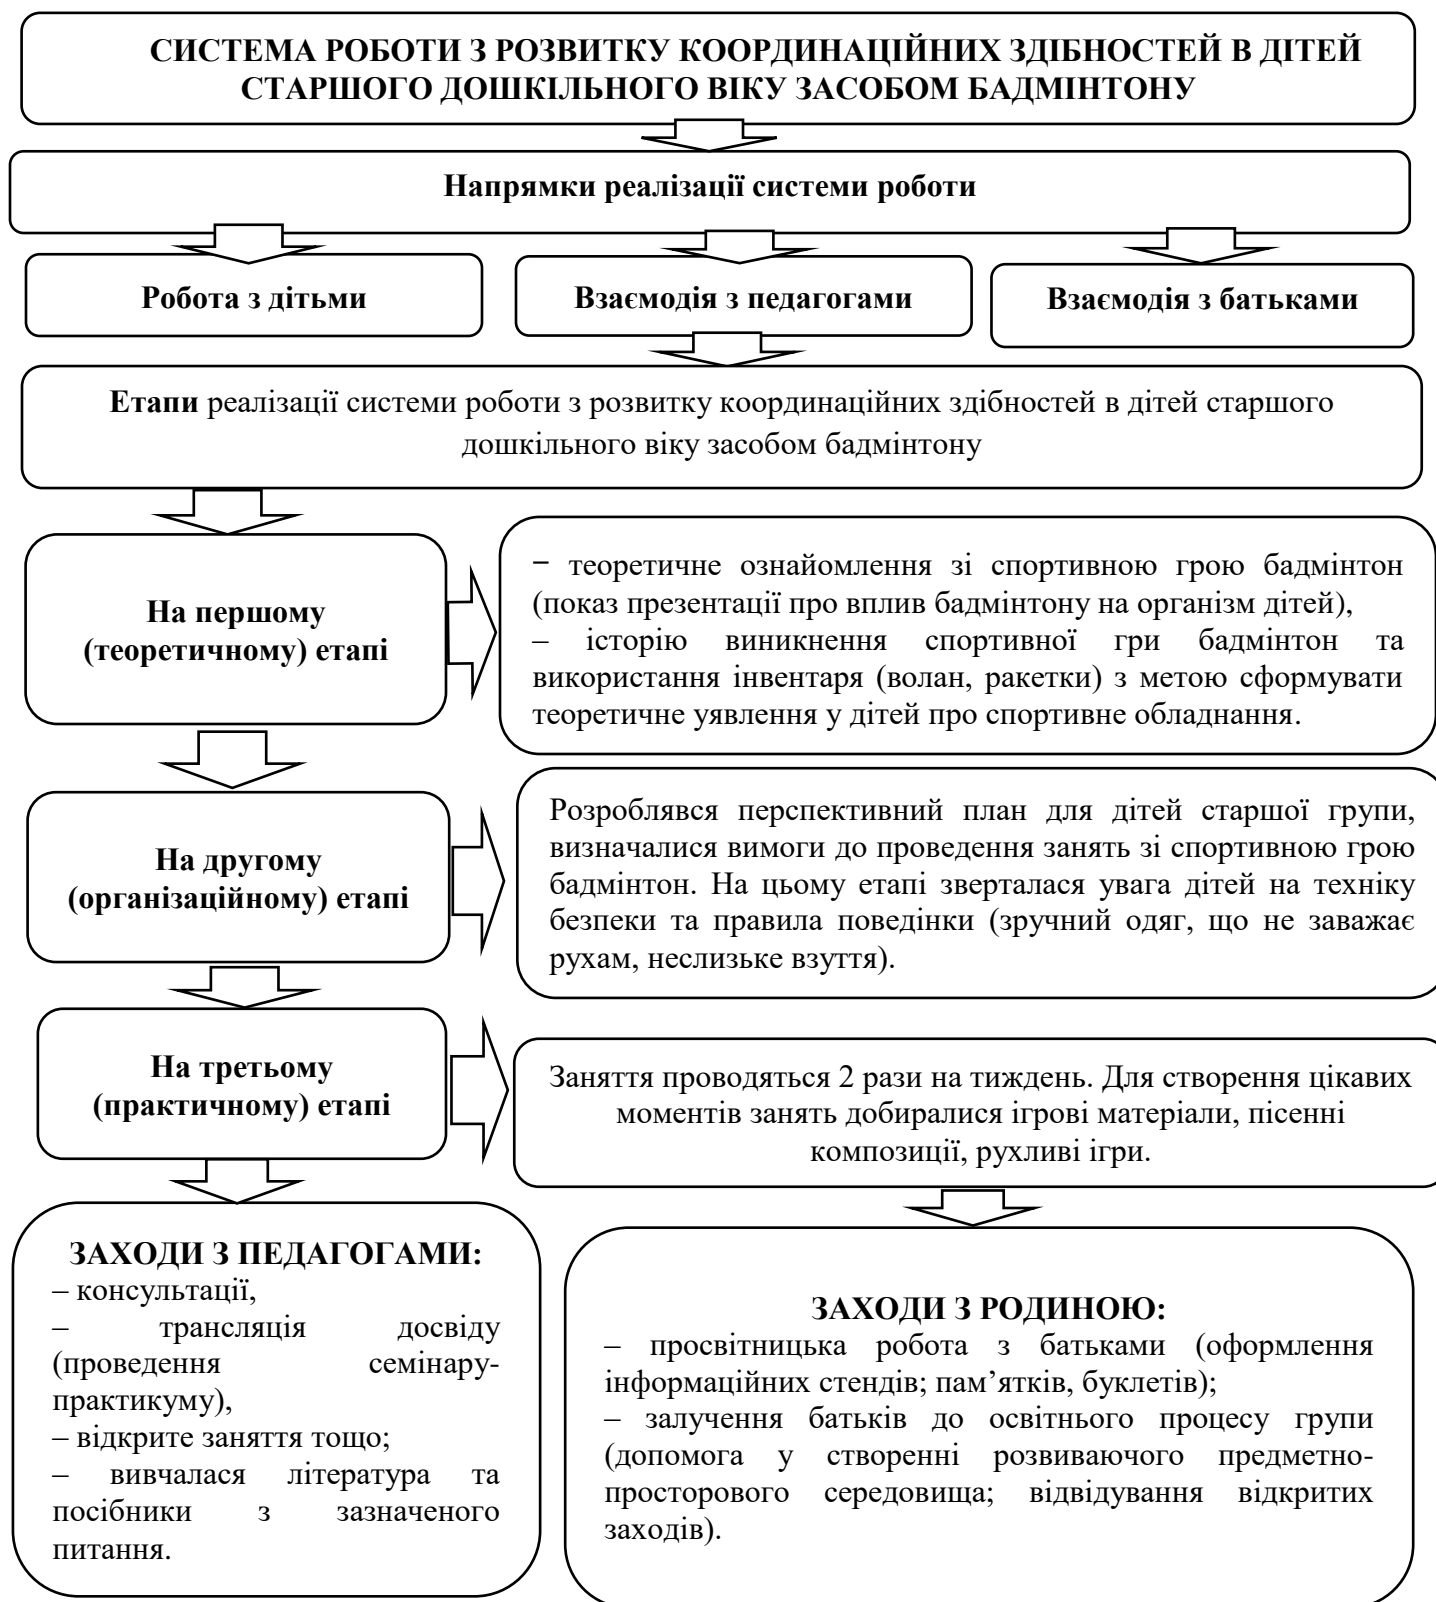 СИСТЕМА РОБОТИ З РОЗВИТКУ КООРДИНАЦІЙНИХ ЗДІБНОСТЕЙ В ДІТЕЙ
СТАРШОГО ДОШКІЛЬНОГО ВІКУ ЗАСОБОМ БАДМІНТОНУ
Напрямки реалізації системи роботи
Робота з дітьми
Взаємодія з педагогами
Взаємодія з батьками
Етапи реалізації системи роботи з розвитку координаційних здібностей в дітей старшого
дошкільного віку засобом бадмінтону
На першому
(теоретичному) етапі
− теоретичне ознайомлення зі спортивною грою бадмінтон
(показ презентації про вплив бадмінтону на організм дітей),
– історію виникнення спортивної гри бадмінтон та
використання інвентаря (волан, ракетки) з метою сформувати
теоретичне уявлення у дітей про спортивне обладнання.
На другому
(організаційному) етапі
Розроблявся перспективний план для дітей старшої групи,
визначалися вимоги до проведення занять зі спортивною грою
бадмінтон. На цьому етапі зверталася увага дітей на техніку
безпеки та правила поведінки (зручний одяг, що не заважає
рухам, неслизьке взуття).
На третьому
(практичному) етапі
Заняття проводяться 2 рази на тиждень. Для створення цікавих
моментів занять добиралися ігрові матеріали, пісенні
композиції, рухливі ігри.
ЗАХОДИ З ПЕДАГОГАМИ:
– консультації,
– трансляція досвіду
(проведення семінару-
практикуму),
– відкрите заняття тощо;
– вивчалася література та
посібники з зазначеного
питання.
ЗАХОДИ З РОДИНОЮ:
– просвітницька робота з батьками (оформлення
інформаційних стендів; пам’ятків, буклетів);
– залучення батьків до освітнього процесу групи
(допомога у створенні розвиваючого предметно-
просторового середовища; відвідування відкритих
заходів).